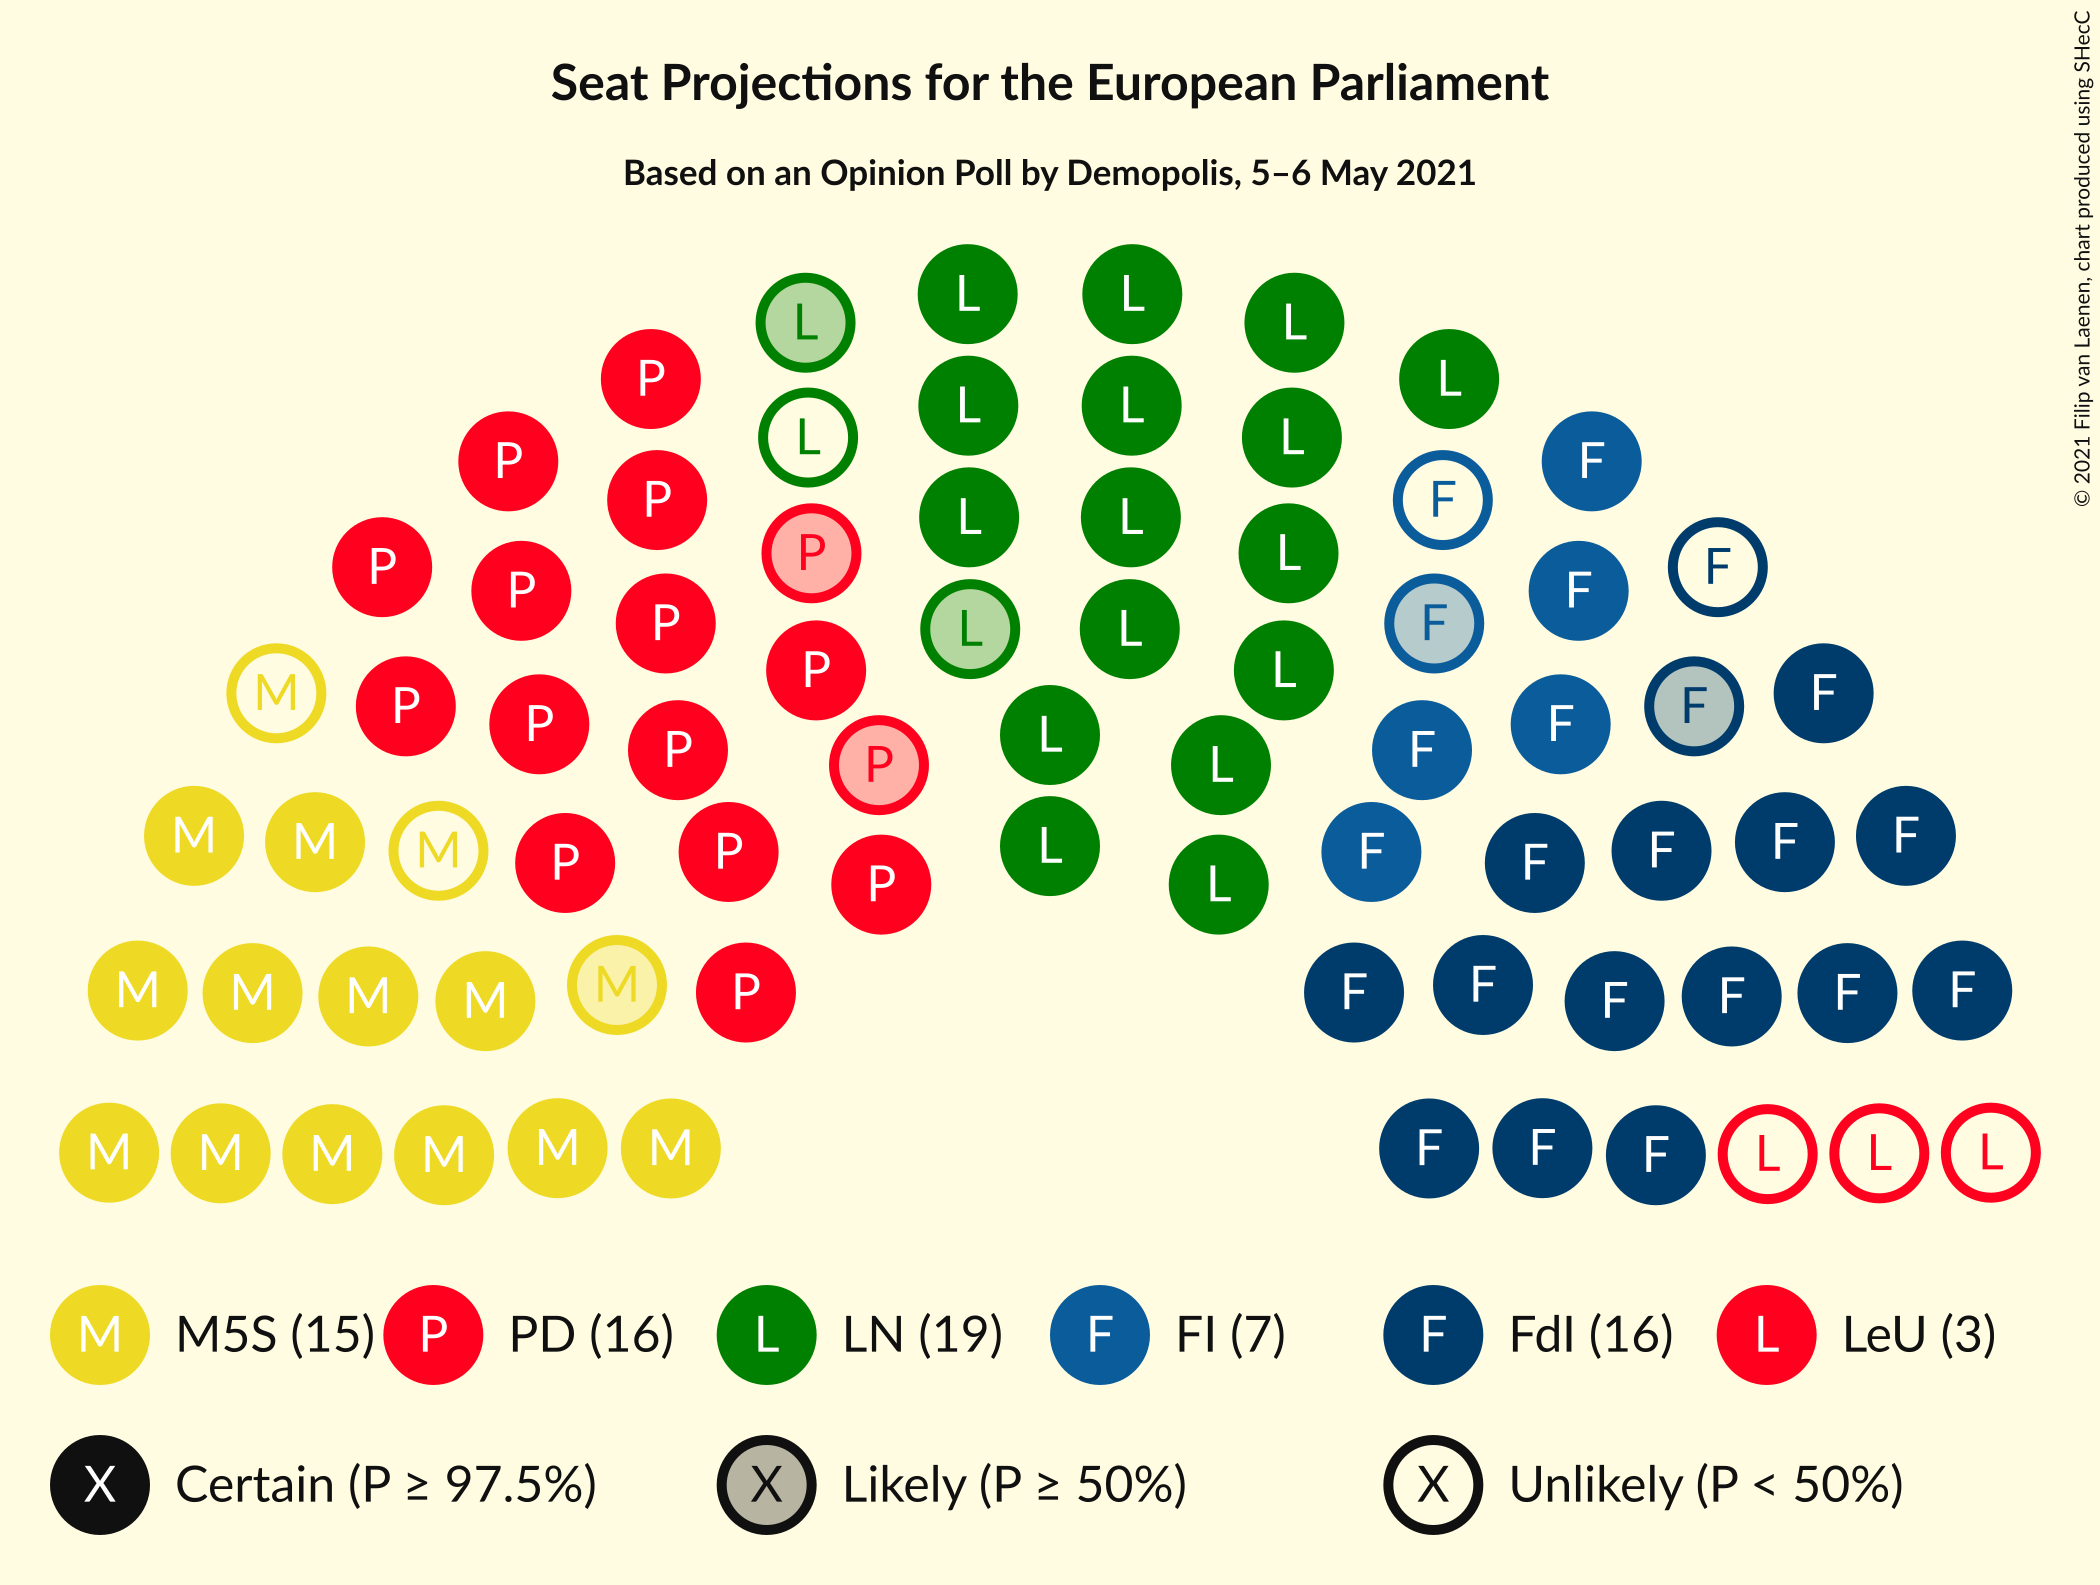 Seat Projections for the European Parliament
Based on an Opinion Poll by Demopolis, 5–6 May 2021
© 2021 Filip van Laenen, chart produced using SHecC
L L L L
P L
L L L L
P F
P F
P L L L F
P F
P L L L F
M P L F
P P L F F F
P L
M M M P P P L L F F F F F
M M M M M P F F F F F F
M M M M M M F F F L L L
M M5S (15) P PD (16) L LN (19) F FI (7) F FdI (16) L LeU (3)
X Certain (P ≥ 97.5%) X Likely (P ≥ 50%) X Unlikely (P < 50%)